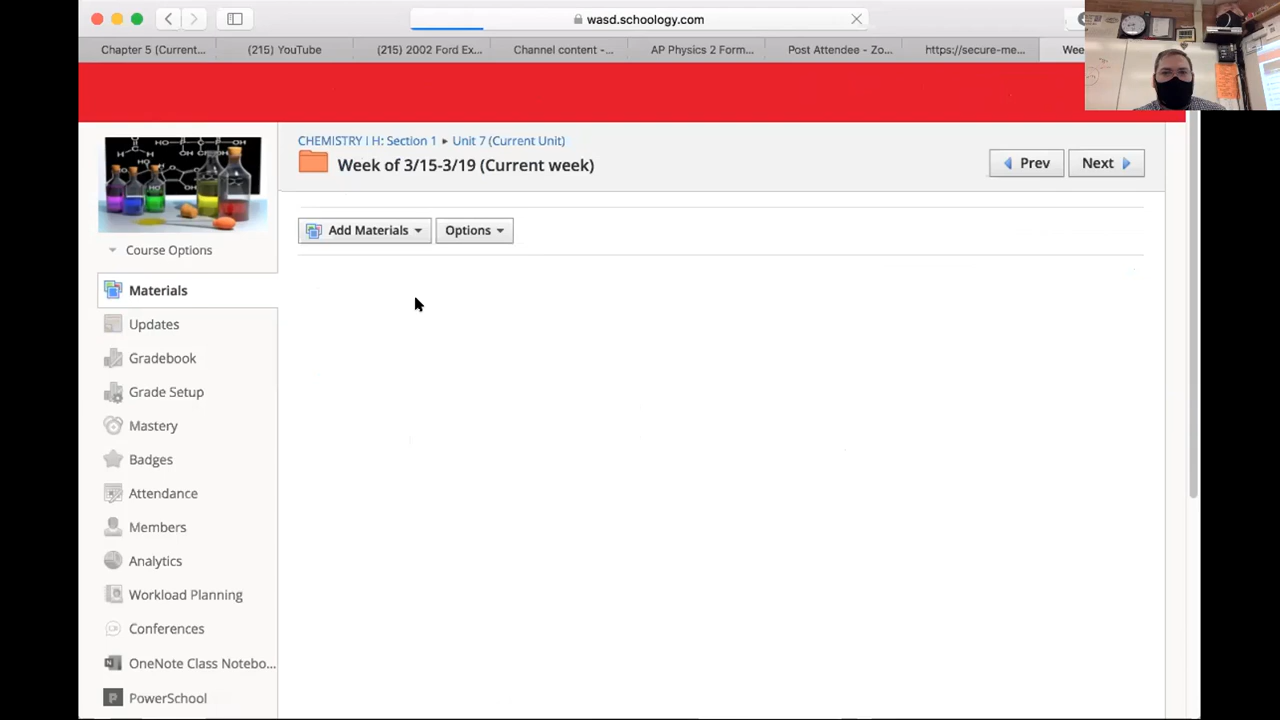 wasd.schoology.com
Chapter 5 (Current...
(215) YouTube
(215) 2002 Ford Ex...
Channel content -...
AP Physics 2 Form...
Post Attendee - Zo...
https://secure-me...
Wee
CHEMISTRY I H: Section 1 ▸ Unit 7 (Current Unit)
Week of 3/15-3/19 (Current week)
Prev
Next
Add Materials
Options
Course Options
Materials
Updates
Gradebook
Grade Setup
Mastery
Badges
Attendance
Members
Analytics
Workload Planning
Conferences
OneNote Class Notebo...
PowerSchool